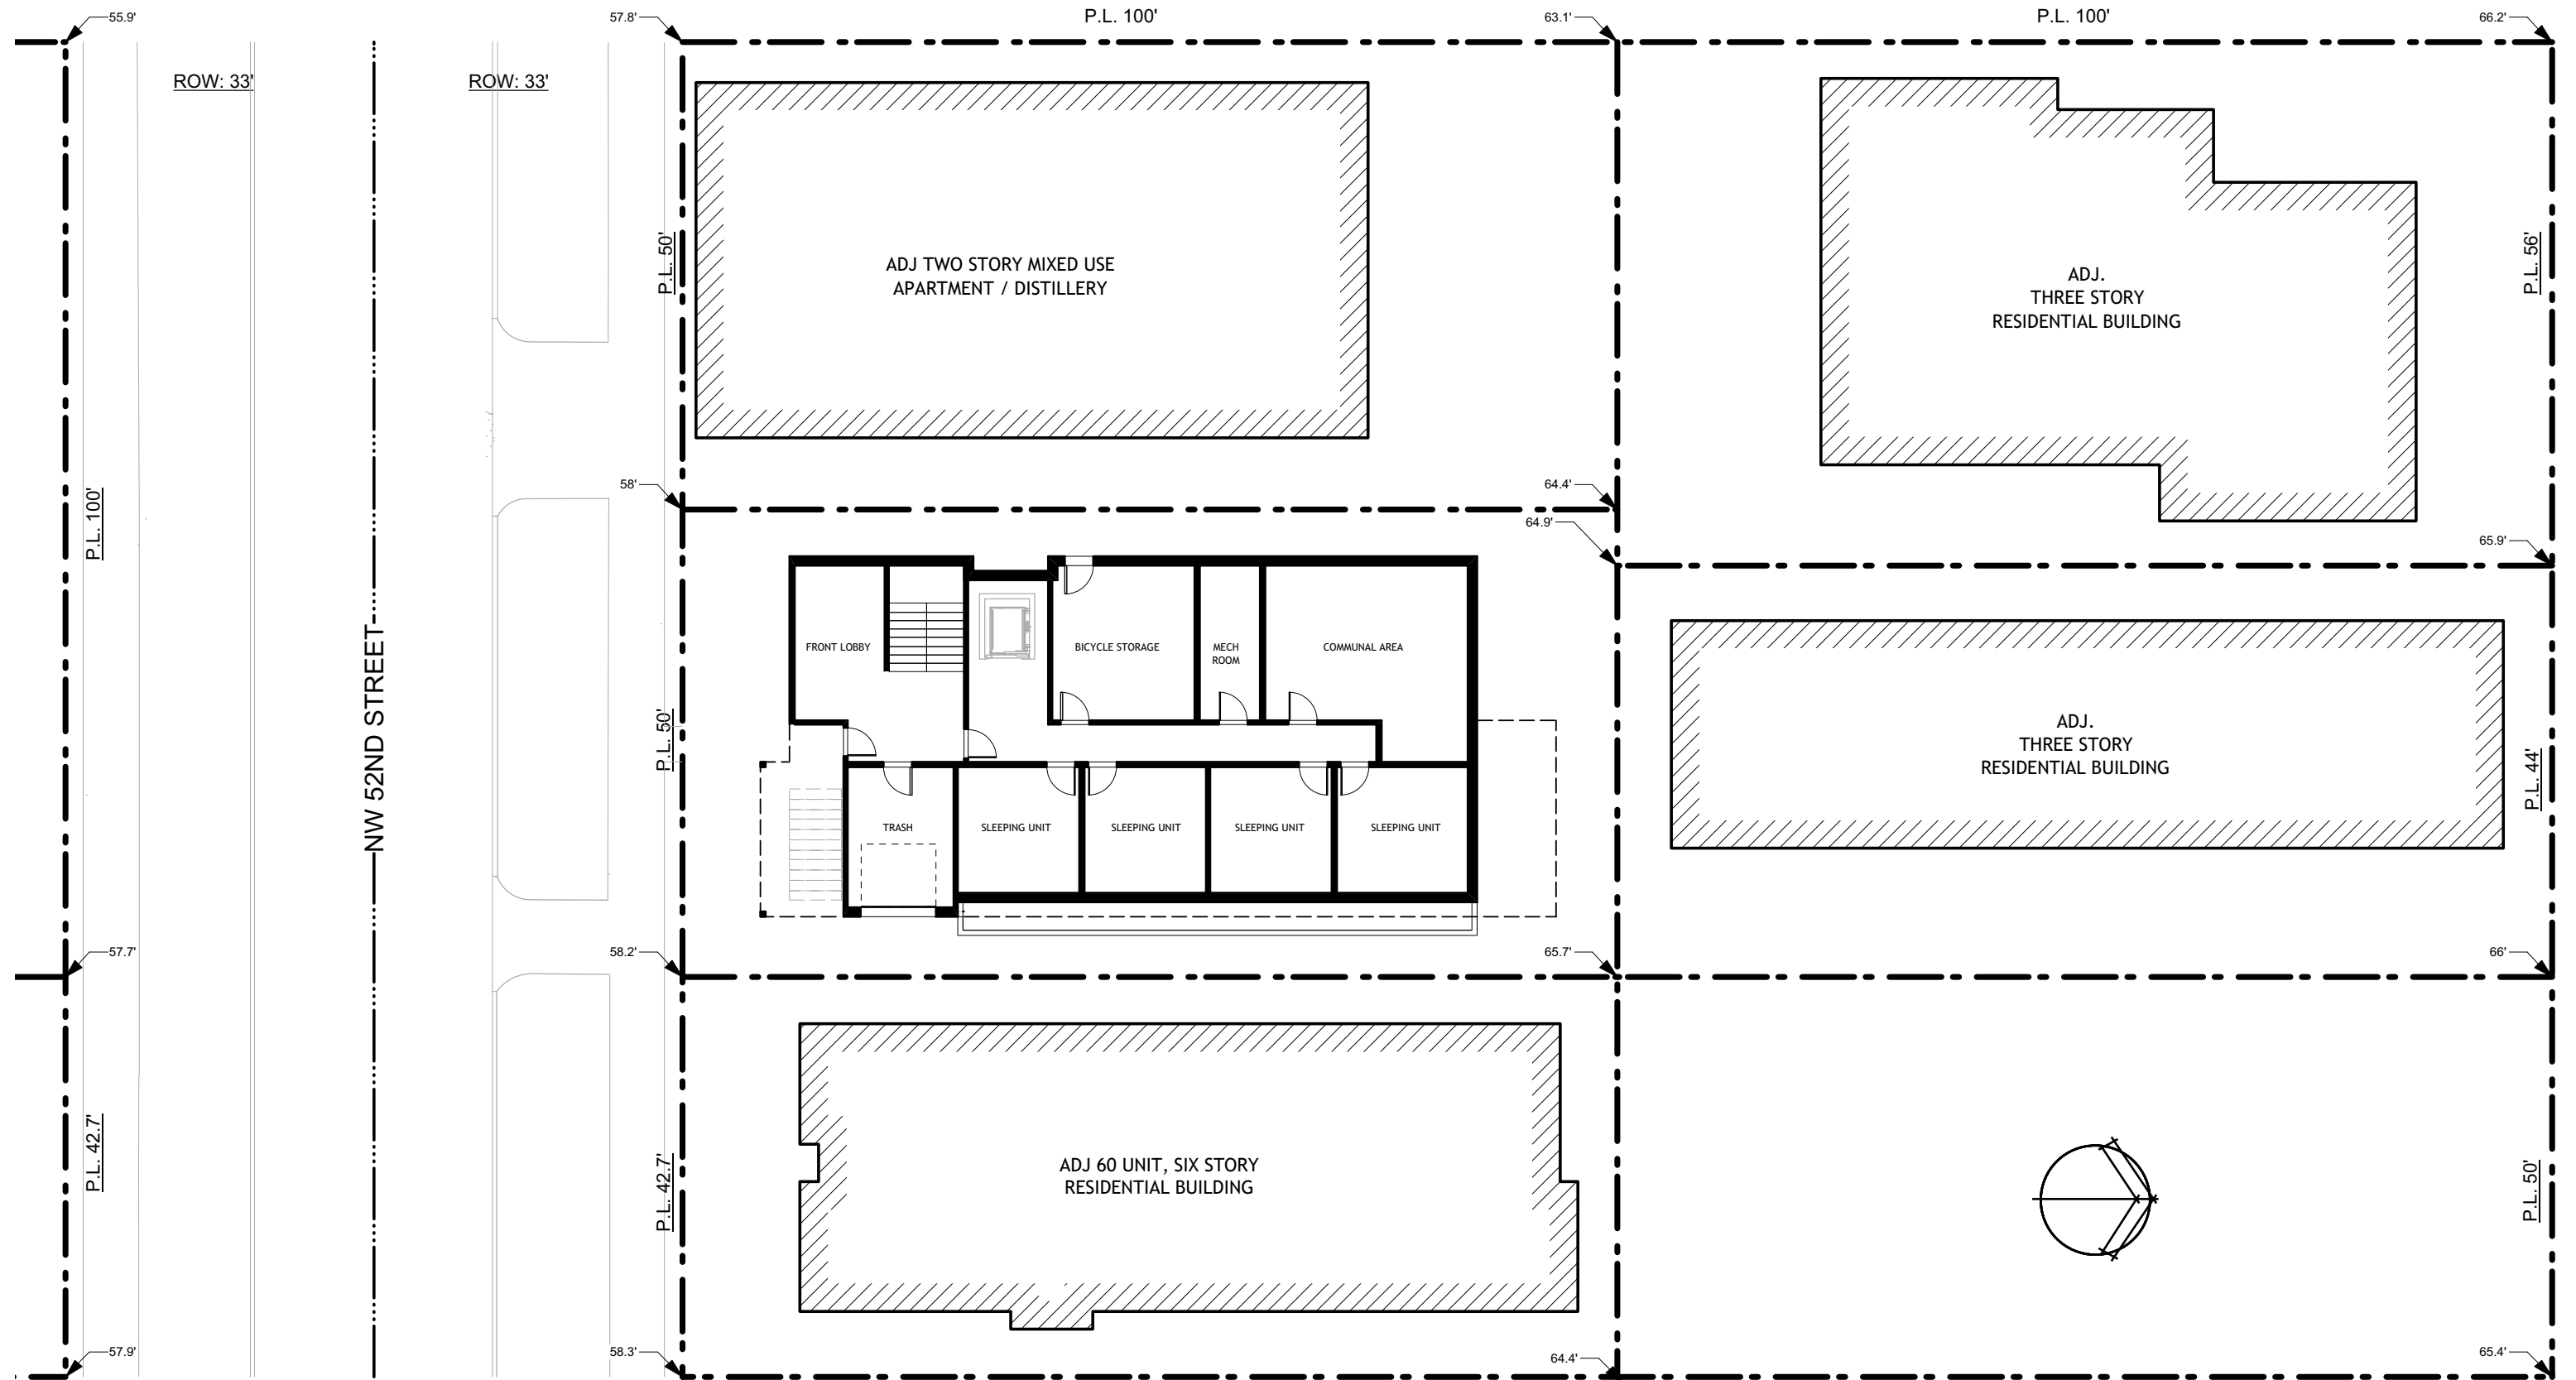 55.9'
57.8'
P.L. 100'
63.1'
P.L. 100'
66.2'
ROW: 33'
ROW: 33'
P.L. 50'
ADJ TWO STORY MIXED USE
APARTMENT / DISTILLERY
ADJ.
THREE STORY
RESIDENTIAL BUILDING
P.L. 56'
P.L. 100'
58'
64.4'
64.9'
65.9'
NW 52ND STREET
P.L. 50'
FRONT LOBBY
BICYCLE STORAGE
MECH
ROOM
COMMUNAL AREA
ADJ.
THREE STORY
RESIDENTIAL BUILDING
P.L. 44'
TRASH
SLEEPING UNIT
SLEEPING UNIT
SLEEPING UNIT
SLEEPING UNIT
57.7'
58.2'
65.7'
66'
P.L. 42.7'
P.L. 42.7'
ADJ 60 UNIT, SIX STORY
RESIDENTIAL BUILDING
P.L. 50'
57.9'
58.3'
64.4'
65.4'